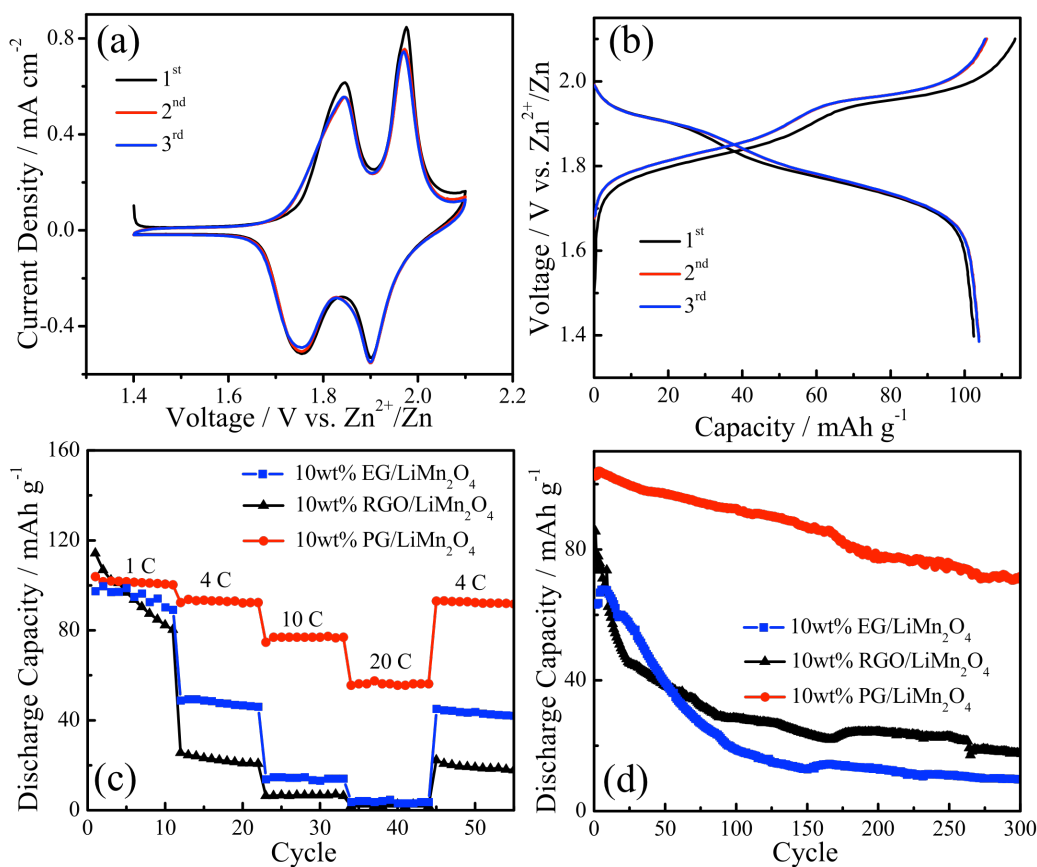 (a)
1st
2nd
3rd
0.8
0.4
0.0
-0.4
1.4
1.6
1.8
2.0
2.2
Current Density / mA cm-2
Voltage / V vs. Zn2+/Zn
(b)
2.0
1.8
1.6
1.4
0
20
40
60
80
100
1st
2nd
3rd
Voltage / V vs. Zn2+/Zn
Capacity / mAh g-1
160
120
80
40
0
10wt% EG/LiMn2O4
10wt% RGO/LiMn2O4
10wt% PG/LiMn2O4
1 C
4 C
10 C
20 C
4 C
(c)
0
10
20
30
40
50
Discharge Capacity / mAh g-1
Cycle
120
80
40
0
10wt% EG/LiMn2O4
10wt% RGO/LiMn2O4
10wt% PG/LiMn2O4
(d)
0
50
100
150
200
250
300
Discharge Capacity / mAh g-1
Cycle